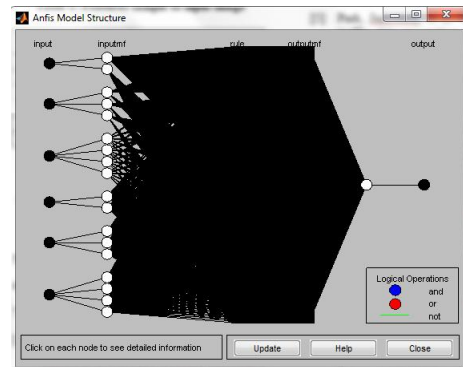 Anfis Model Structure
input inputmf rule outputmf output
Logical Operations
and
or
not
Click on each node to see detailed information
Update Help Close